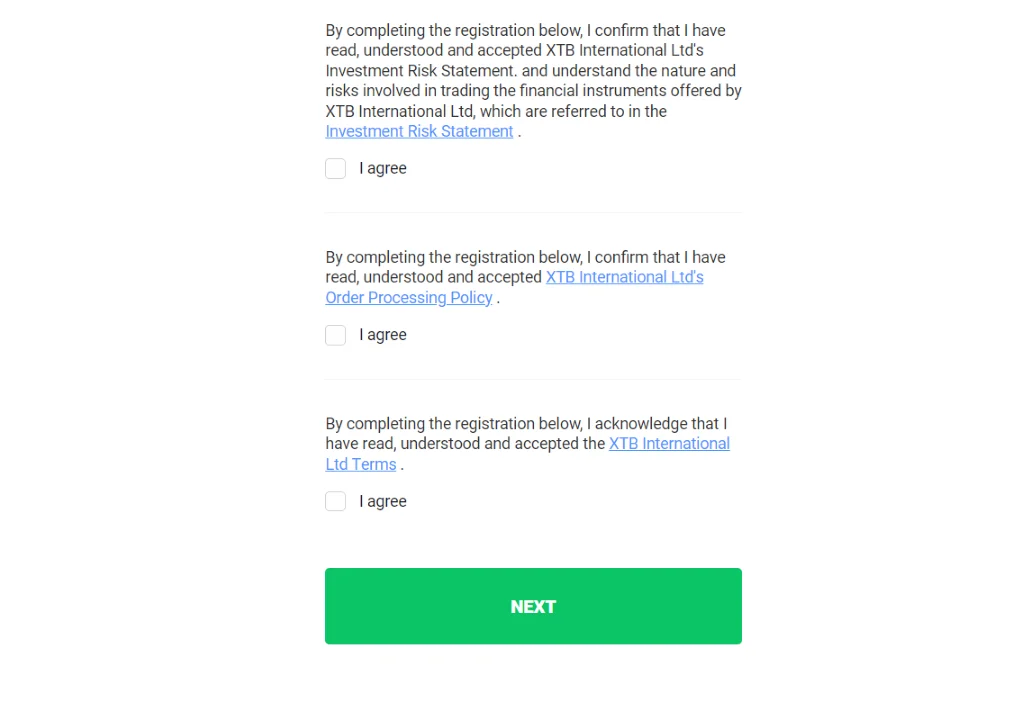 By completing the registration below, I confirm that I have
read, understood and accepted XTB International Ltd's
Investment Risk Statement. and understand the nature and
risks involved in trading the financial instruments offered by
XTB International Ltd, which are referred to in the
Investment Risk Statement .
I agree
By completing the registration below, I confirm that I have
read, understood and accepted XTB International Ltd's
Order Processing Policy .
I agree
By completing the registration below, I acknowledge that I
have read, understood and accepted the XTB International
Ltd Terms .
I agree
NEXT